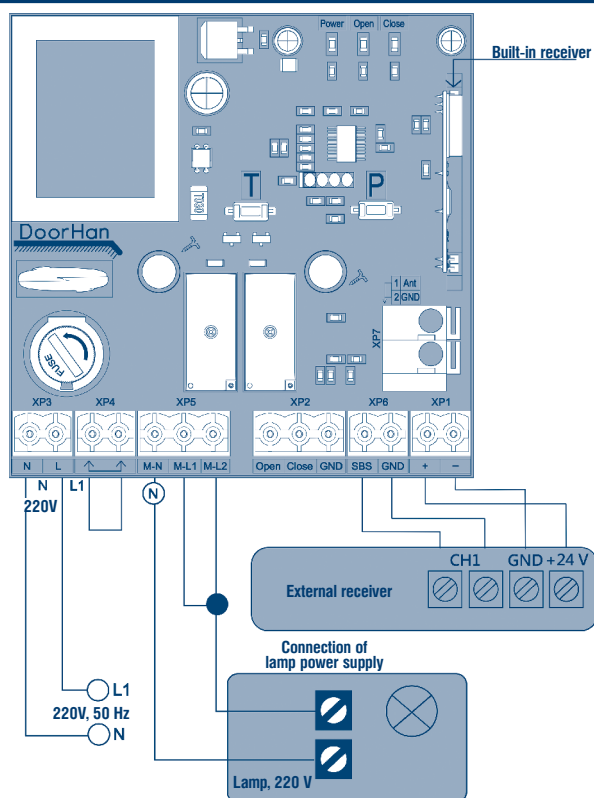 Power Open Close
Built-in receiver
T P
DoorHan
1 Ant
2 GND
XP7
FUSE
XP3 XP4 XP5 XP2 XP6 XP1
N L M-N M-L1 M-L2 Open Close GND SBS GND + −
N L1
220V
N
CH1 GND +24 V
External receiver
Connection of
lamp power supply
L1
220V, 50 Hz
N
Lamp, 220 V